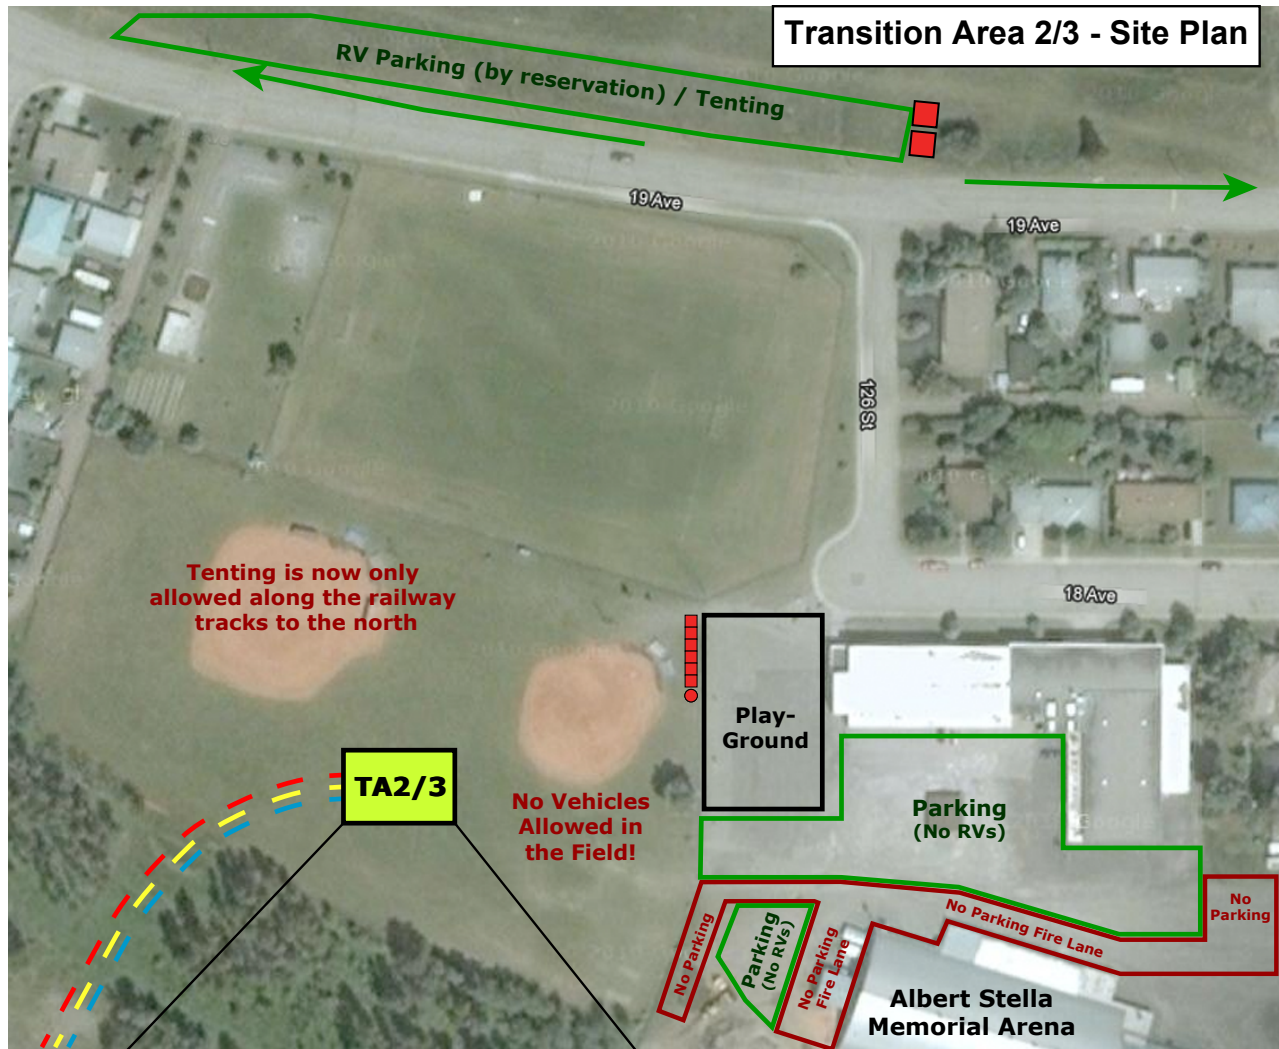 Transition Area 2/3 - Site Plan
RV Parking (by reservation) / Tenting
19 Ave
19 Ave
126 St
18 Ave
Tenting is now only
allowed along the railway
tracks to the north
Play-
Ground
TA2/3
No Vehicles
Allowed in
the Field!
Parking
(No RVs)
No
Parking
No Parking Fire Lane
No Parking
Parking
(No RVs)
No Parking
Fire Lane
Albert Stella
Memorial Arena